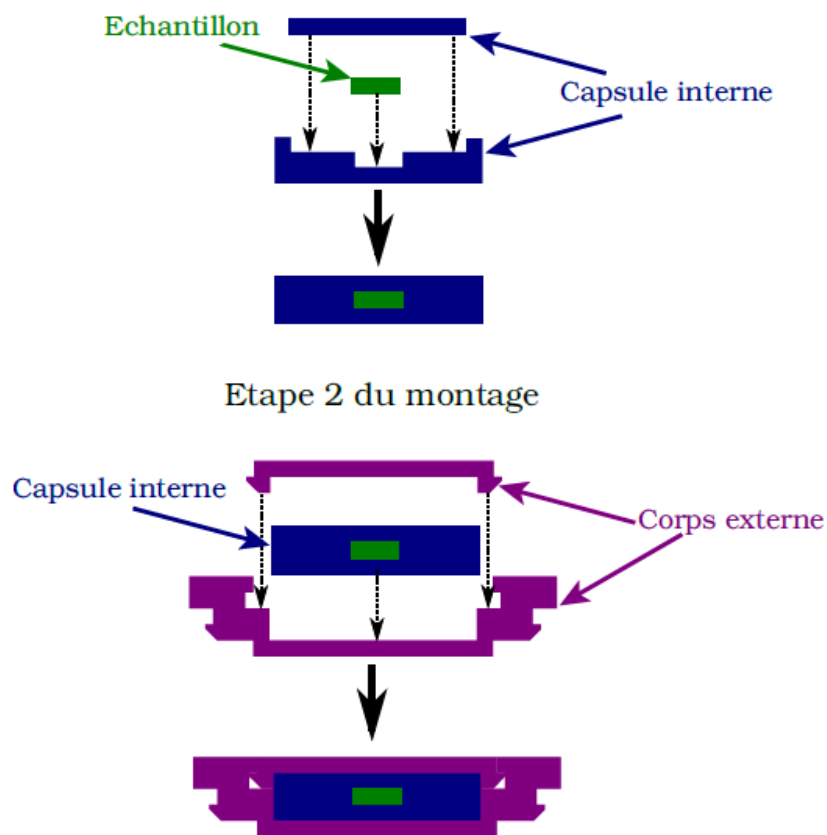 Echantillon
Capsule interne
Etape 2 du montage
Capsule interne
Corps externe